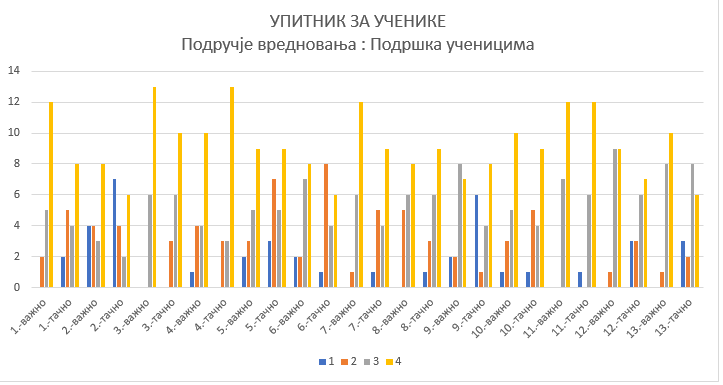 УПИТНИК ЗА УЧЕНИКЕ
Подручје вредновања : Подршка ученицима
14
12
10
8
6
4
2
0
1.-важно
1.-тачно
2.-важно
2.-тачно
3.-важно
3.-тачно
4.-важно
4.-тачно
5.-важно
5.-тачно
6.-важно
6.-тачно
7.-важно
7.-тачно
8.-важно
8.-тачно
9.-важно
9.-тачно
10.-важно
10.-тачно
11.-важно
11.-тачно
12.-важно
12.-тачно
13.-важно
13.-тачно
1 2 3 4